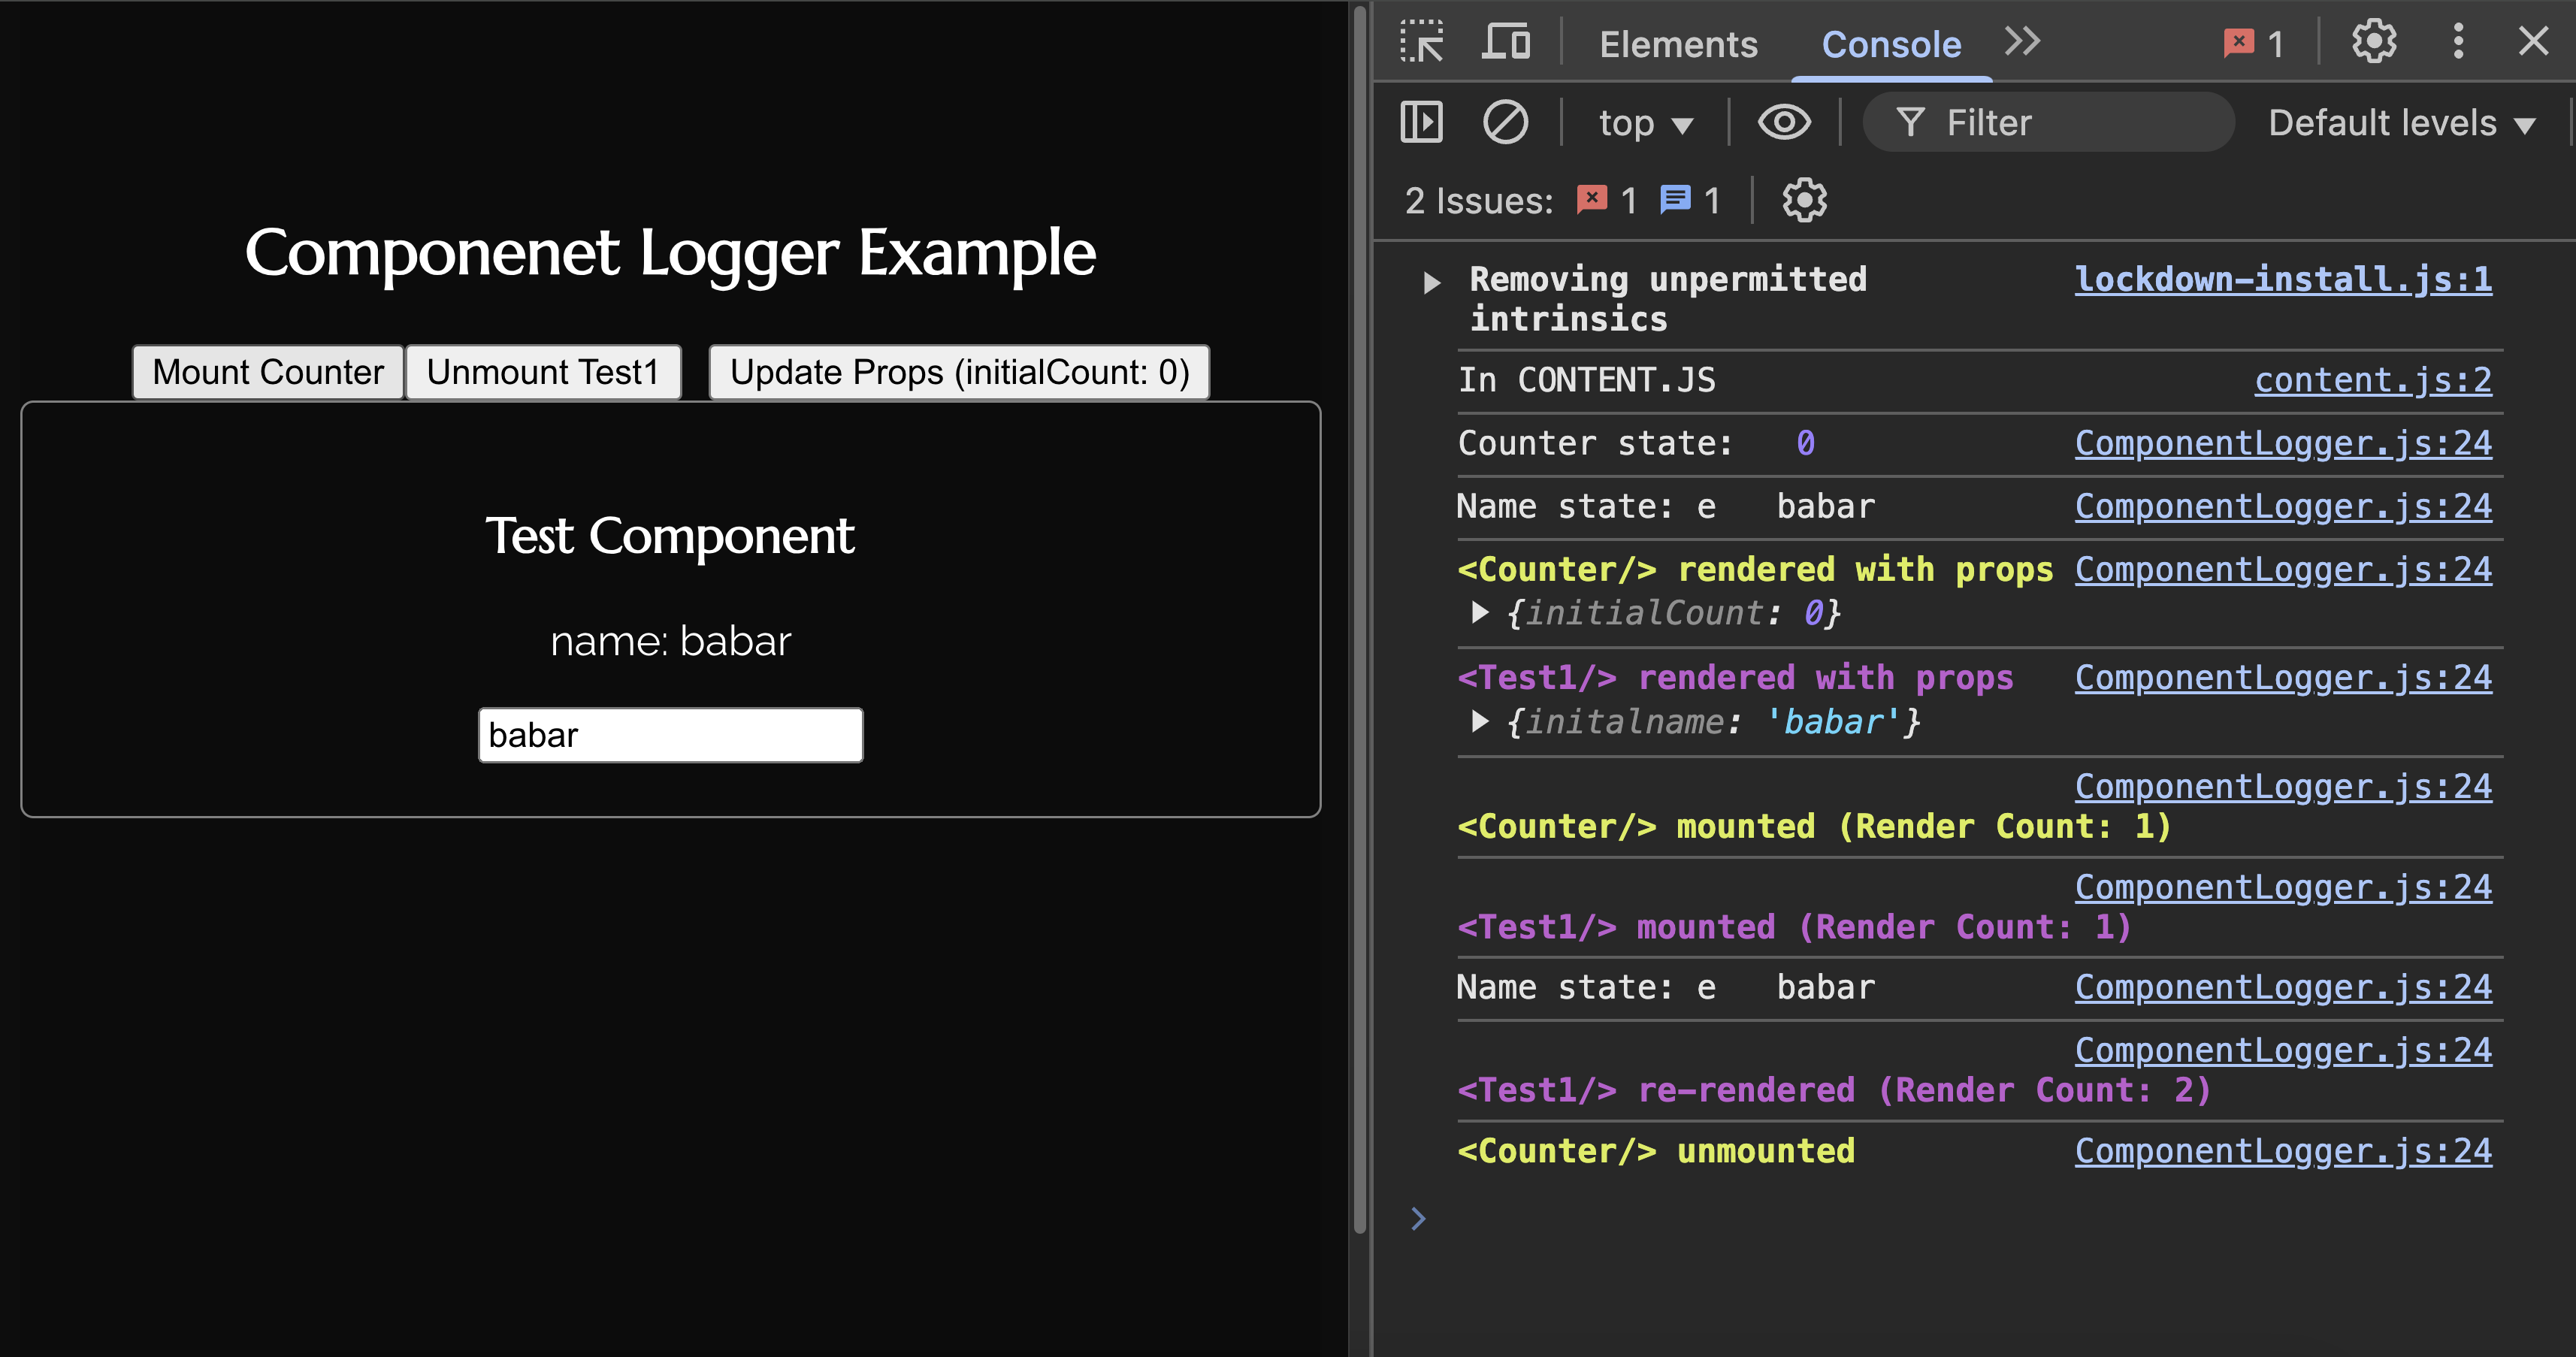 Componenet Logger Example
Mount Counter
Unmount Test1
Update Props (initialCount: 0)
Test Component
name: babar
babar
Elements
Console
1
top
Filter
Default levels
2 Issues: 1 1
Removing unpermitted intrinsics lockdown-install.js:1
In CONTENT.JS content.js:2
Counter state: 0 ComponentLogger.js:24
Name state: e babar ComponentLogger.js:24
<Counter/> rendered with props ComponentLogger.js:24
{initialCount: 0}
<Test1/> rendered with props ComponentLogger.js:24
{initalname: 'babar'}
ComponentLogger.js:24
<Counter/> mounted (Render Count: 1)
ComponentLogger.js:24
<Test1/> mounted (Render Count: 1)
Name state: e babar ComponentLogger.js:24
ComponentLogger.js:24
<Test1/> re-rendered (Render Count: 2)
<Counter/> unmounted ComponentLogger.js:24